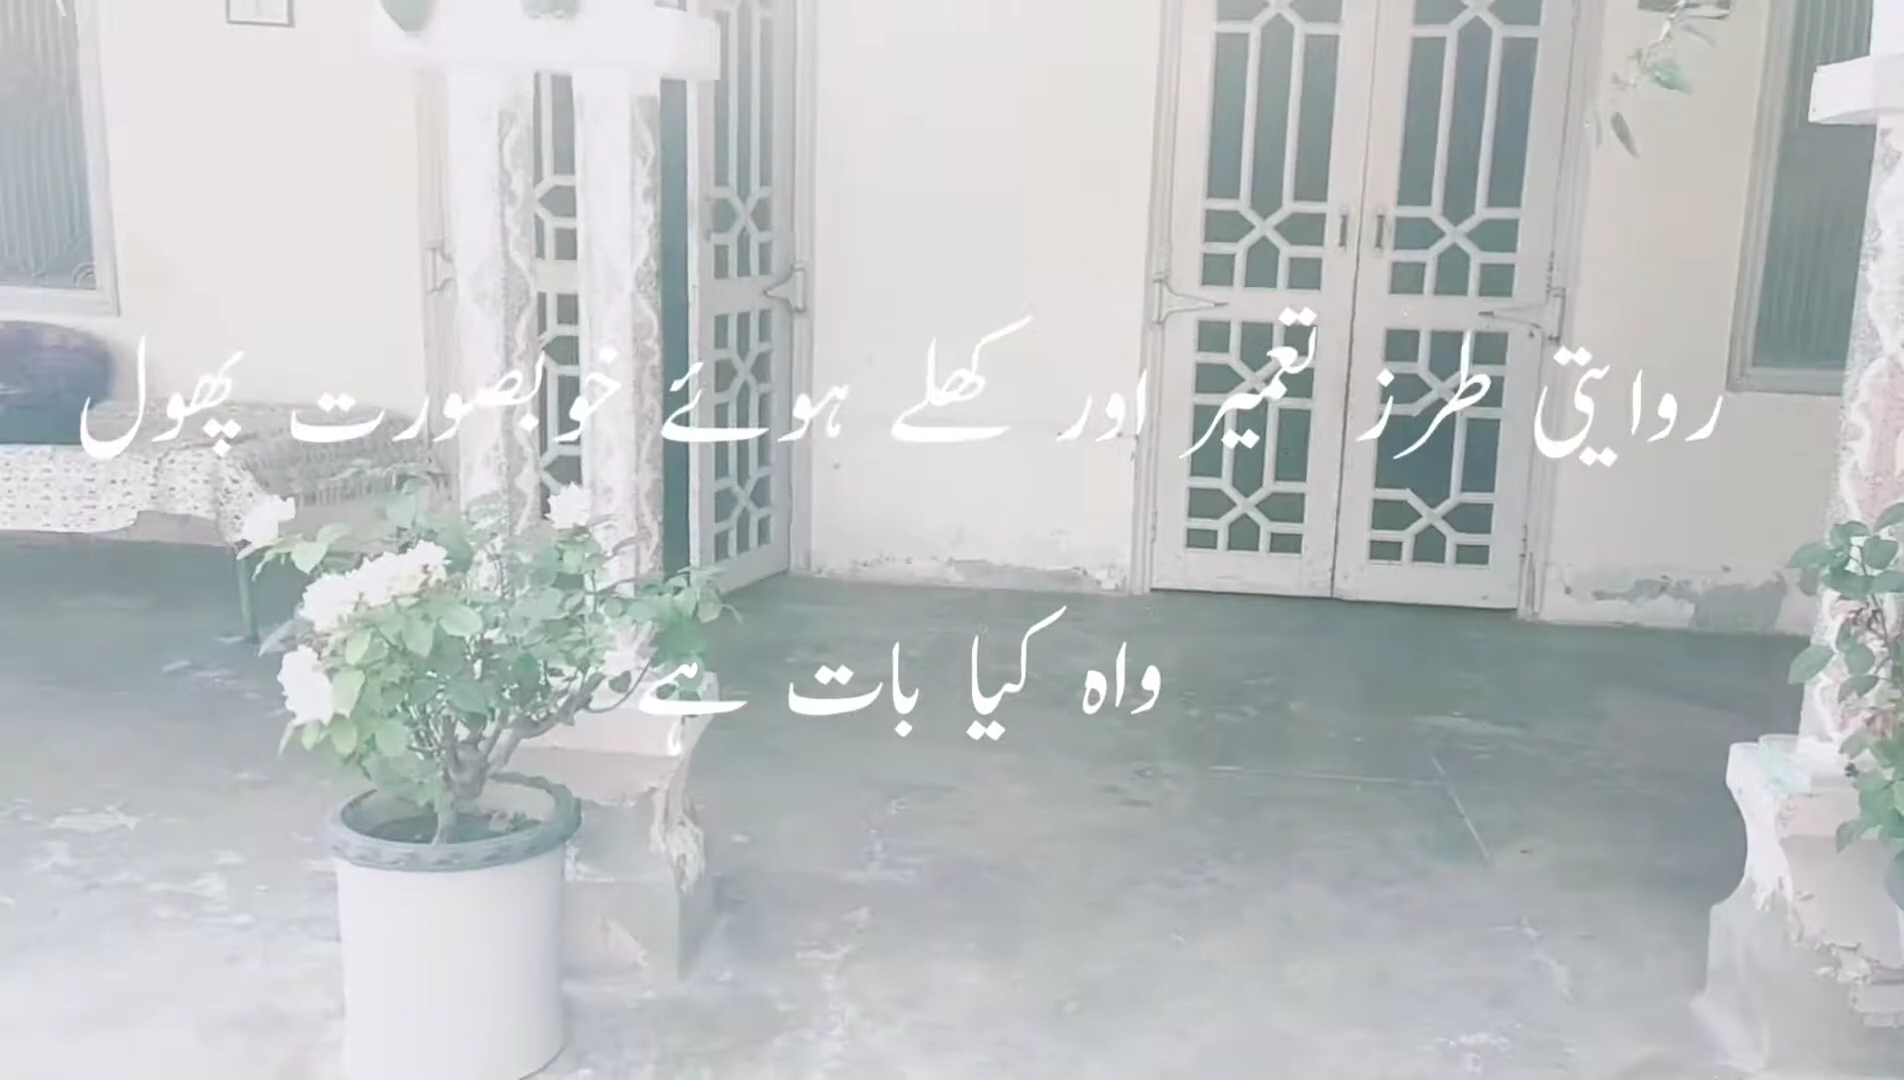 روایتی طرز تعمیر اور کھلے ہوئے خوبصورت پھول
واہ کیا بات ہے